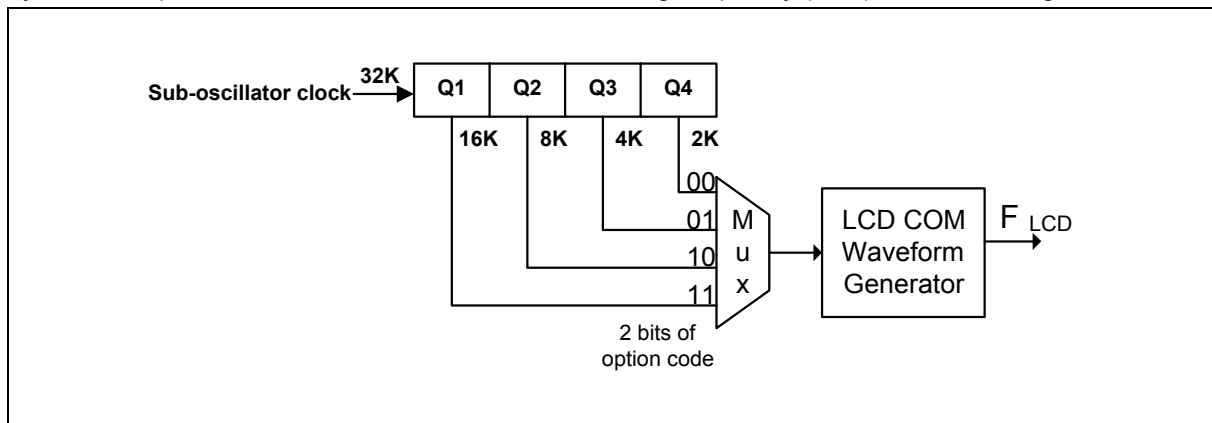 32K
Sub-oscillator clock
Q1 Q2 Q3 Q4
16K 8K 4K 2K
00
01
10
11
M
u
x
2 bits of
option code
LCD COM
Waveform
Generator
F LCD